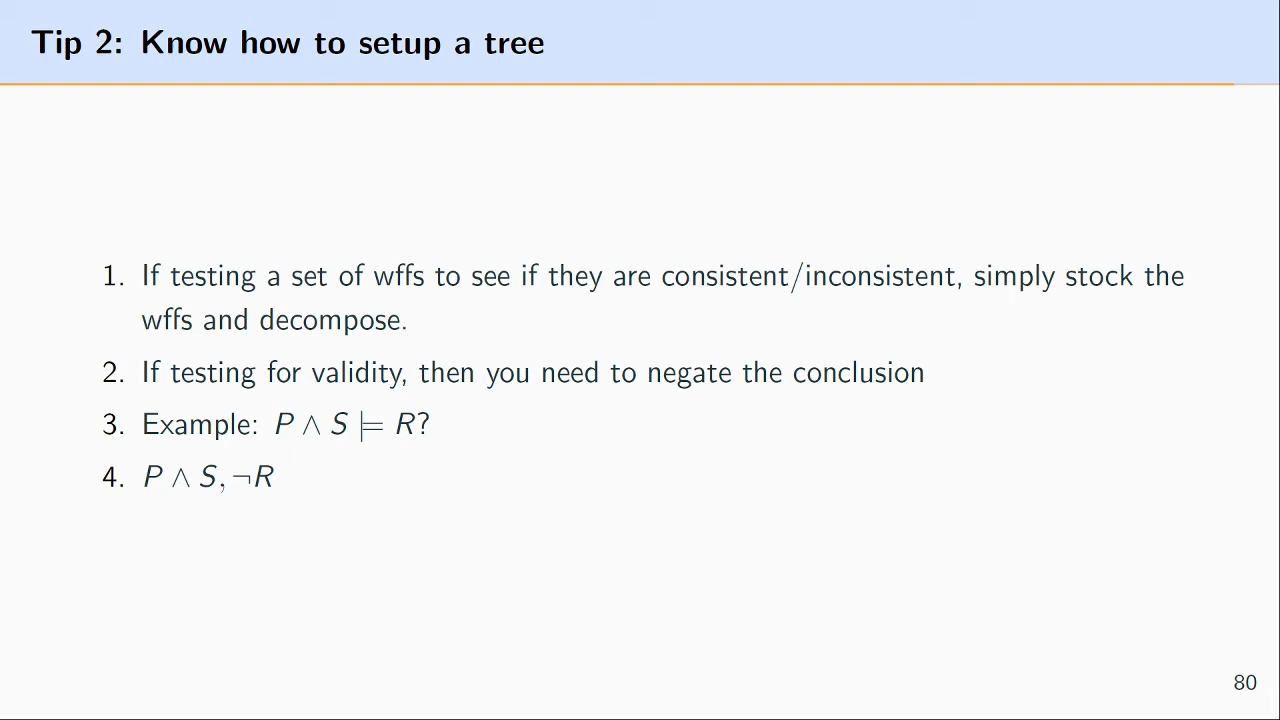 Tip 2: Know how to setup a tree
1. If testing a set of wffs to see if they are consistent/inconsistent, simply stock the
wffs and decompose.
2. If testing for validity, then you need to negate the conclusion
3. Example: P ∧ S ⊨ R?
4. P ∧ S, ¬R
80